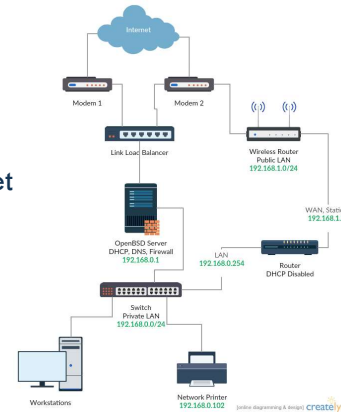 Internet
Modem 1
Modem 2
Link Load Balancer
Wireless Router
Public LAN
192.168.1.0/24
et
WAN, Stati
192.168.1.
OpenBSD Server
DHCP, DNS, Firewall
192.168.0.1
LAN
192.168.0.254
Router
DHCP Disabled
Switch
Private LAN
192.168.0.0/24
Workstations
Network Printer
192.168.0.102
[online diagramming & design] creately